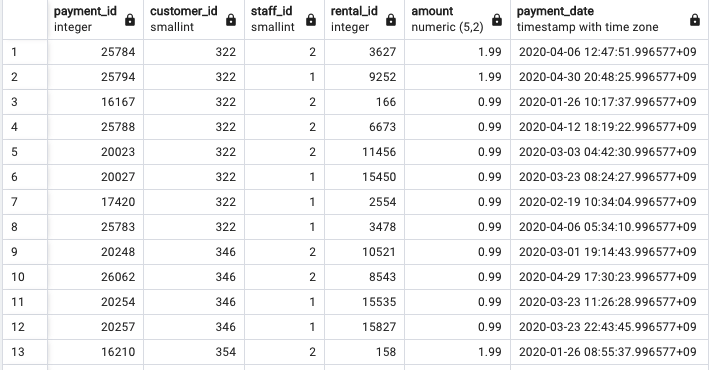 payment_id customer_id staff_id rental_id amount payment_date
integer smallint smallint integer numeric (5,2) timestamp with time zone
1 25784 322 2 3627 1.99 2020-04-06 12:47:51.996577+09
2 25794 322 1 9252 1.99 2020-04-30 20:48:25.996577+09
3 16167 322 2 166 0.99 2020-01-26 10:17:37.996577+09
4 25788 322 2 6673 0.99 2020-04-12 18:19:22.996577+09
5 20023 322 2 11456 0.99 2020-03-03 04:42:30.996577+09
6 20027 322 1 15450 0.99 2020-03-23 08:24:27.996577+09
7 17420 322 1 2554 0.99 2020-02-19 10:34:04.996577+09
8 25783 322 1 3478 0.99 2020-04-06 05:34:10.996577+09
9 20248 346 2 10521 0.99 2020-03-01 19:14:43.996577+09
10 26062 346 2 8543 0.99 2020-04-29 17:30:23.996577+09
11 20254 346 1 15535 0.99 2020-03-23 11:26:28.996577+09
12 20257 346 1 15827 0.99 2020-03-23 22:43:45.996577+09
13 16210 354 2 158 1.99 2020-01-26 08:55:37.996577+09